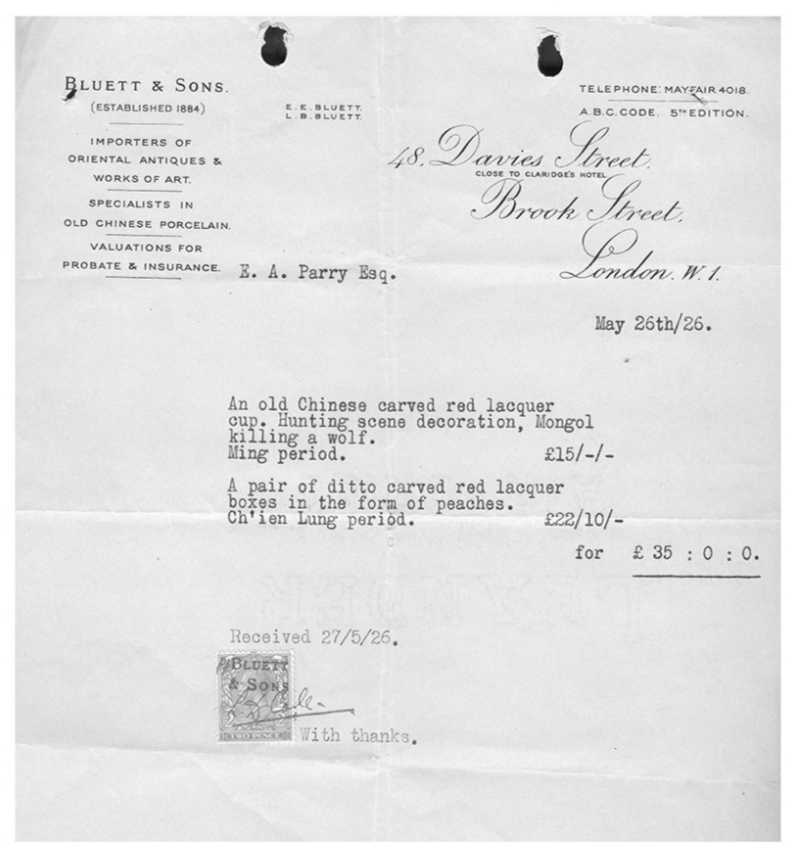 BLUETT & SONS.
(ESTABLISHED 1884)
IMPORTERS OF
ORIENTAL ANTIQUES &
WORKS OF ART.
SPECIALISTS IN
OLD CHINESE PORCELAIN.
VALUATIONS FOR
PROBATE & INSURANCE.
E. E. BLUETT.
L. B. BLUETT.
TELEPHONE: MAYFAIR 4018.
A.B.C. CODE. 5TH EDITION.
48, Davies Street.
CLOSE TO CLARIDGE'S HOTEL
Brook Street.
London. W. 1.
E. A. Parry Esq.
May 26th/26.
An old Chinese carved red lacquer
cup. Hunting scene decoration, Mongol
killing a wolf.
Ming period. £15/-/-
A pair of ditto carved red lacquer
boxes in the form of peaches.
Ch'ien Lung period. £22/10/-
for £ 35 : 0 : 0.
Received 27/5/26.
BLUETT
& SONS
TWO PENCE
With thanks.